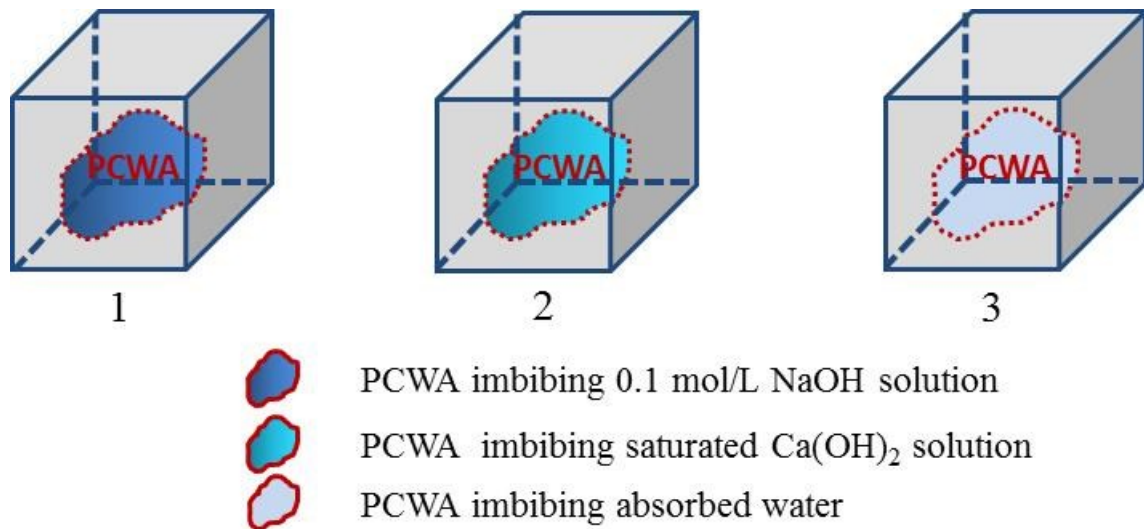 PCWA
PCWA
PCWA
1
2
3
PCWA imbibing 0.1 mol/L NaOH solution
PCWA imbibing saturated Ca(OH)₂ solution
PCWA imbibing absorbed water